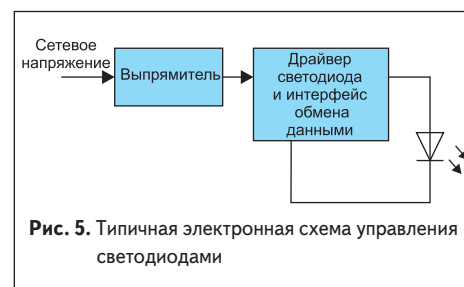 Сетевое
напряжение
Выпрямитель
Драйвер
светодиода
и интерфейс
обмена
данными
Рис. 5. Типичная электронная схема управления
светодиодами